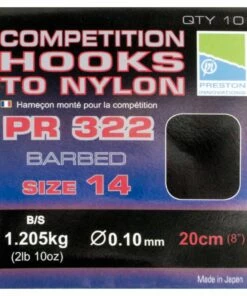 QTY 10
COMPETITION
HOOKS
TO NYLON
PRESTON
INNOVATIONS
Hameçon monté pour la compétition
PR 322
BARBED
SIZE 14
B/S
1.205kg
(2lb 10oz)
Ø0.10mm
20cm (8")
Made in Japan